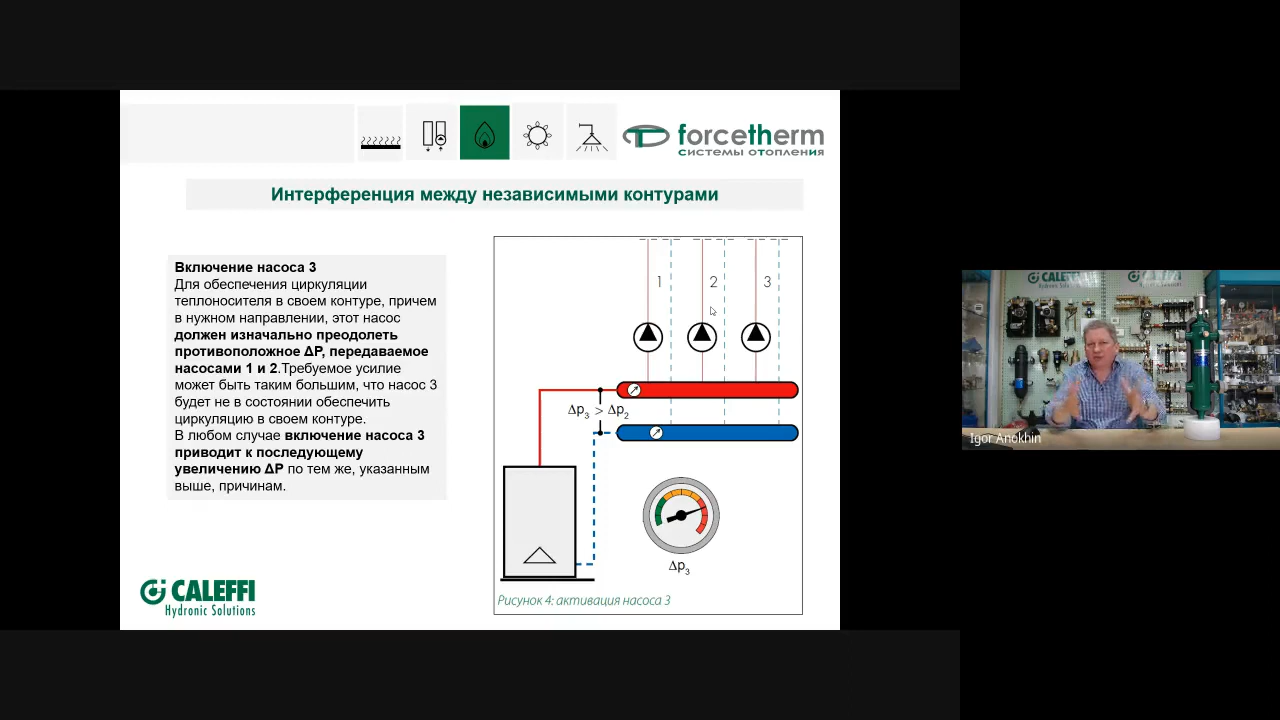 forcetherm
системы отопления
Интерференция между независимыми контурами
Включение насоса 3
Для обеспечения циркуляции
теплоносителя в своем контуре, причем
в нужном направлении, этот насос
должен изначально преодолеть
противоположное ΔP, передаваемое
насосами 1 и 2.Требуемое усилие
может быть таким большим, что насос 3
будет не в состоянии обеспечить
циркуляцию в своем контуре.
В любом случае включение насоса 3
приводит к последующему
увеличению ΔP по тем же, указанным
выше, причинам.
1 2 3
Δp3 > Δp2
Δp3
Рисунок 4: активация насоса 3
CALEFFI
Hydronic Solutions
CALEFFI
Hydronic Solutions
CALEFFI
Igor Anokhin